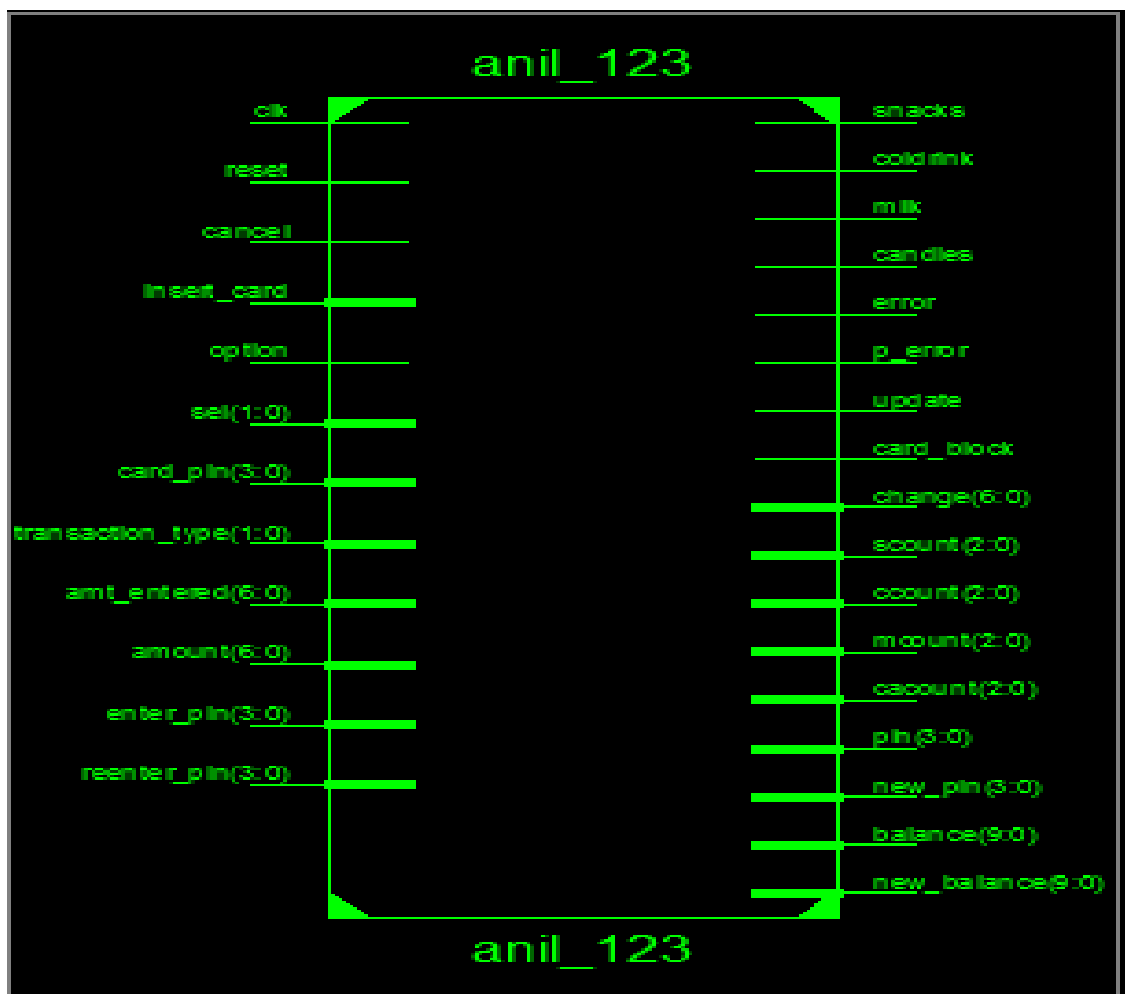 anil_123
clk
reset
cancel
insert_card
option
sel(1:0)
card_pin(3:0)
transaction_type(1:0)
amt_entered(6:0)
amount(6:0)
enter_pin(3:0)
reenter_pin(3:0)
snacks
coldrink
milk
candles
error
p_error
update
card_block
change(6:0)
scount(2:0)
ccount(2:0)
mcount(2:0)
cacount(2:0)
pin(3:0)
new_pin(3:0)
balance(9:0)
new_balance(9:0)
anil_123